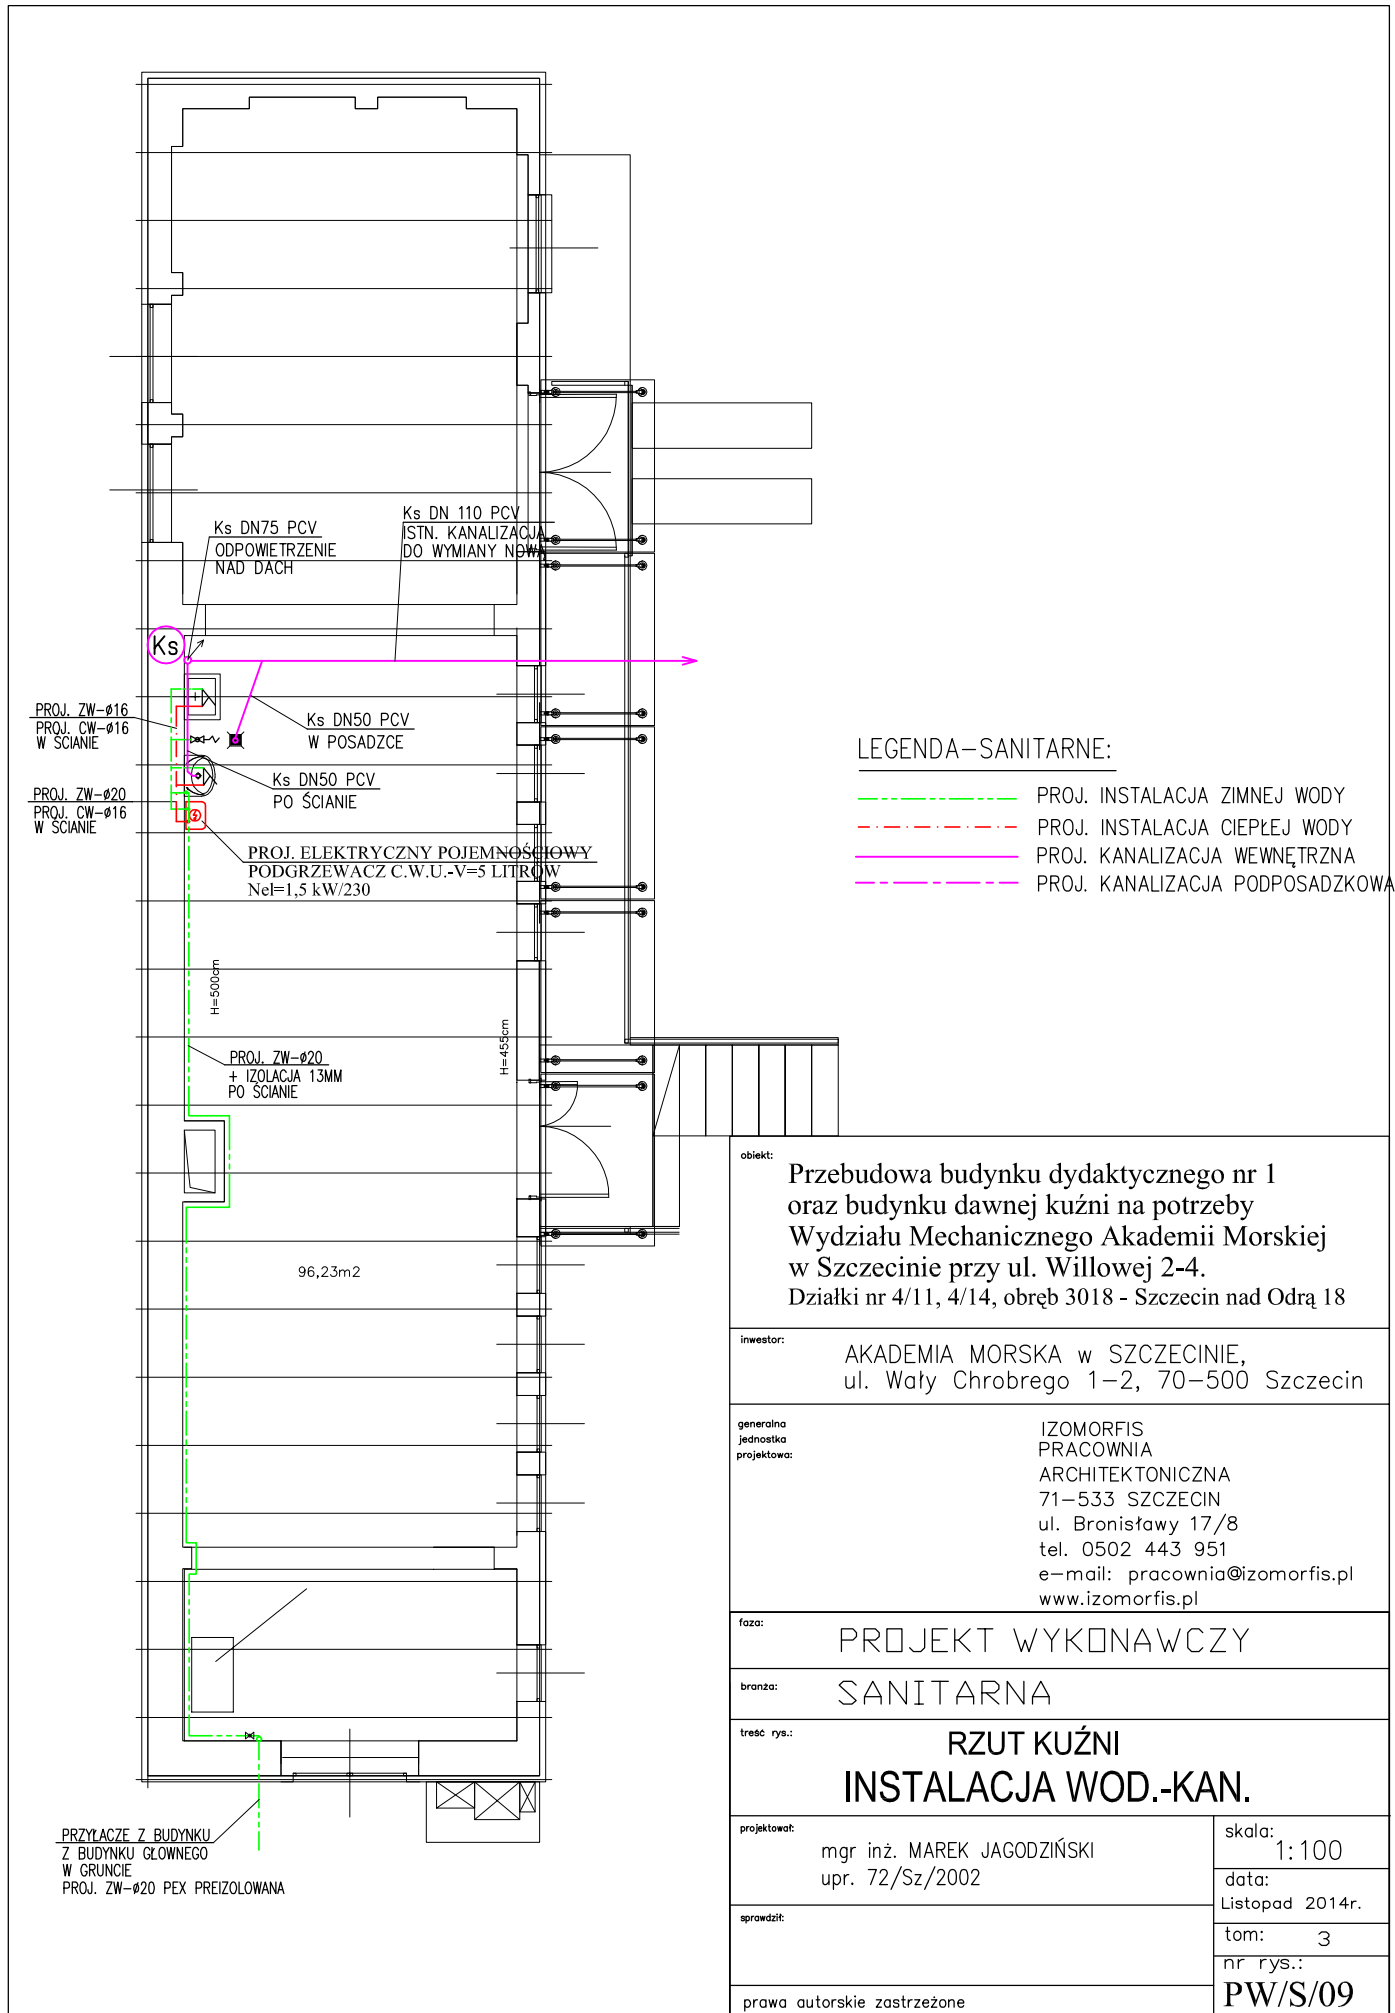 Ks DN75 PCV
ODPOWIETRZENIE
NAD DACH
Ks DN 110 PCV
ISTN. KANALIZACJA
DO WYMIANY NOWA
Ks
PROJ. ZW-ø16
PROJ. CW-ø16
W SCIANIE
Ks DN50 PCV
W POSADZCE
Ks DN50 PCV
PO ŚCIANIE
PROJ. ZW-ø20
PROJ. CW-ø16
W ŚCIANIE
PROJ. ELEKTRYCZNY POJEMNOŚCIOWY
PODGRZEWACZ C.W.U.-V=5 LITRÓW
Nel=1,5 kW/230
H=500cm
H=455cm
PROJ. ZW-ø20
+ IZOLACJA 13MM
PO ŚCIANIE
96,23m2
PRZYŁACZE Z BUDYNKU
Z BUDYNKU GŁOWNEGO
W GRUNCIE
PROJ. ZW-ø20 PEX PREIZOLOWANA
LEGENDA-SANITARNE:
PROJ. INSTALACJA ZIMNEJ WODY
PROJ. INSTALACJA CIEPŁEJ WODY
PROJ. KANALIZACJA WEWNĘTRZNA
PROJ. KANALIZACJA PODPOSADZKOWA
obiekt:
Przebudowa budynku dydaktycznego nr 1
oraz budynku dawnej kuźni na potrzeby
Wydziału Mechanicznego Akademii Morskiej
w Szczecinie przy ul. Willowej 2-4.
Działki nr 4/11, 4/14, obręb 3018 - Szczecin nad Odrą 18
inwestor:
AKADEMIA MORSKA w SZCZECINIE,
ul. Wały Chrobrego 1-2, 70-500 Szczecin
generalna
jednostka
projektowa:
IZOMORFIS
PRACOWNIA
ARCHITEKTONICZNA
71-533 SZCZECIN
ul. Bronisławy 17/8
tel. 0502 443 951
e-mail: pracownia@izomorfis.pl
www.izomorfis.pl
faza:
PROJEKT WYKONAWCZY
branża:
SANITARNA
treść rys.:
RZUT KUŹNI
INSTALACJA WOD.-KAN.
projektował:
mgr inż. MAREK JAGODZIŃSKI
upr. 72/Sz/2002
skala:
1:100
data:
Listopad 2014r.
sprawdził:
tom: 3
nr rys.:
PW/S/09
prawa autorskie zastrzeżone